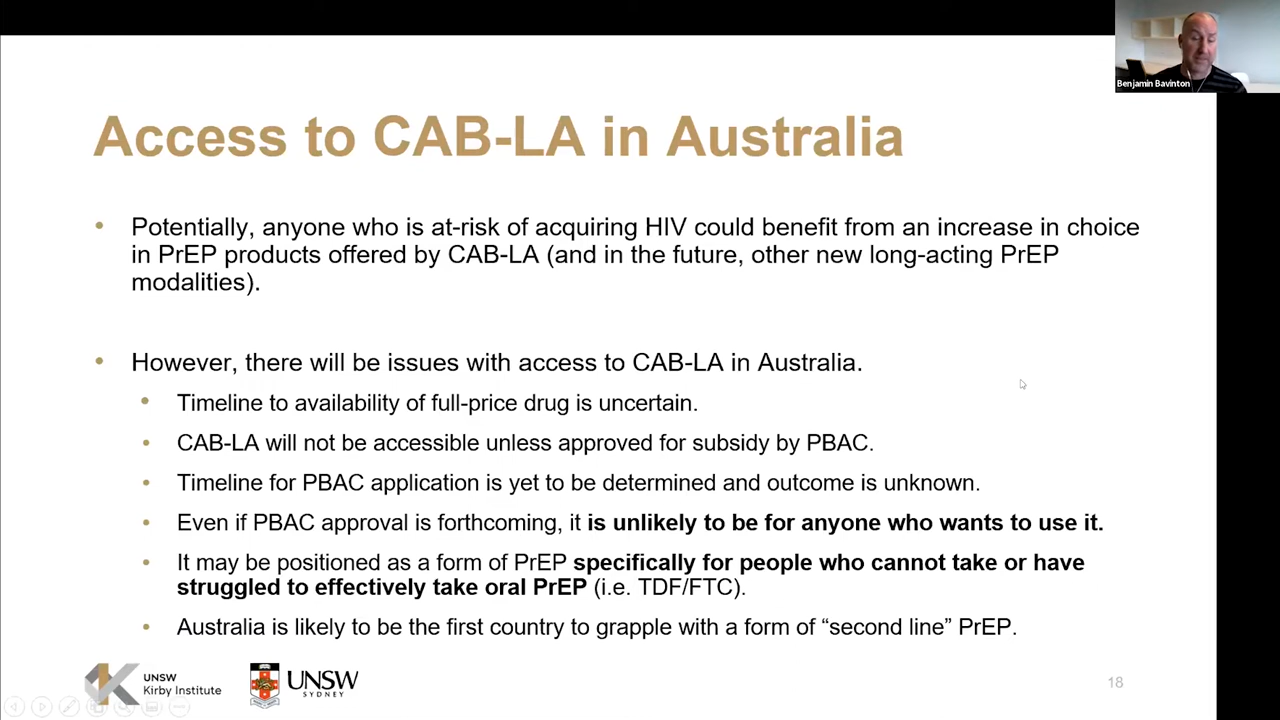 Benjamin Bavinton
Access to CAB-LA in Australia
• Potentially, anyone who is at-risk of acquiring HIV could benefit from an increase in choice
in PrEP products offered by CAB-LA (and in the future, other new long-acting PrEP
modalities).
• However, there will be issues with access to CAB-LA in Australia.
• Timeline to availability of full-price drug is uncertain.
• CAB-LA will not be accessible unless approved for subsidy by PBAC.
• Timeline for PBAC application is yet to be determined and outcome is unknown.
• Even if PBAC approval is forthcoming, it is unlikely to be for anyone who wants to use it.
• It may be positioned as a form of PrEP specifically for people who cannot take or have
struggled to effectively take oral PrEP (i.e. TDF/FTC).
• Australia is likely to be the first country to grapple with a form of “second line” PrEP.
UNSW
Kirby Institute
UNSW
SYDNEY
18